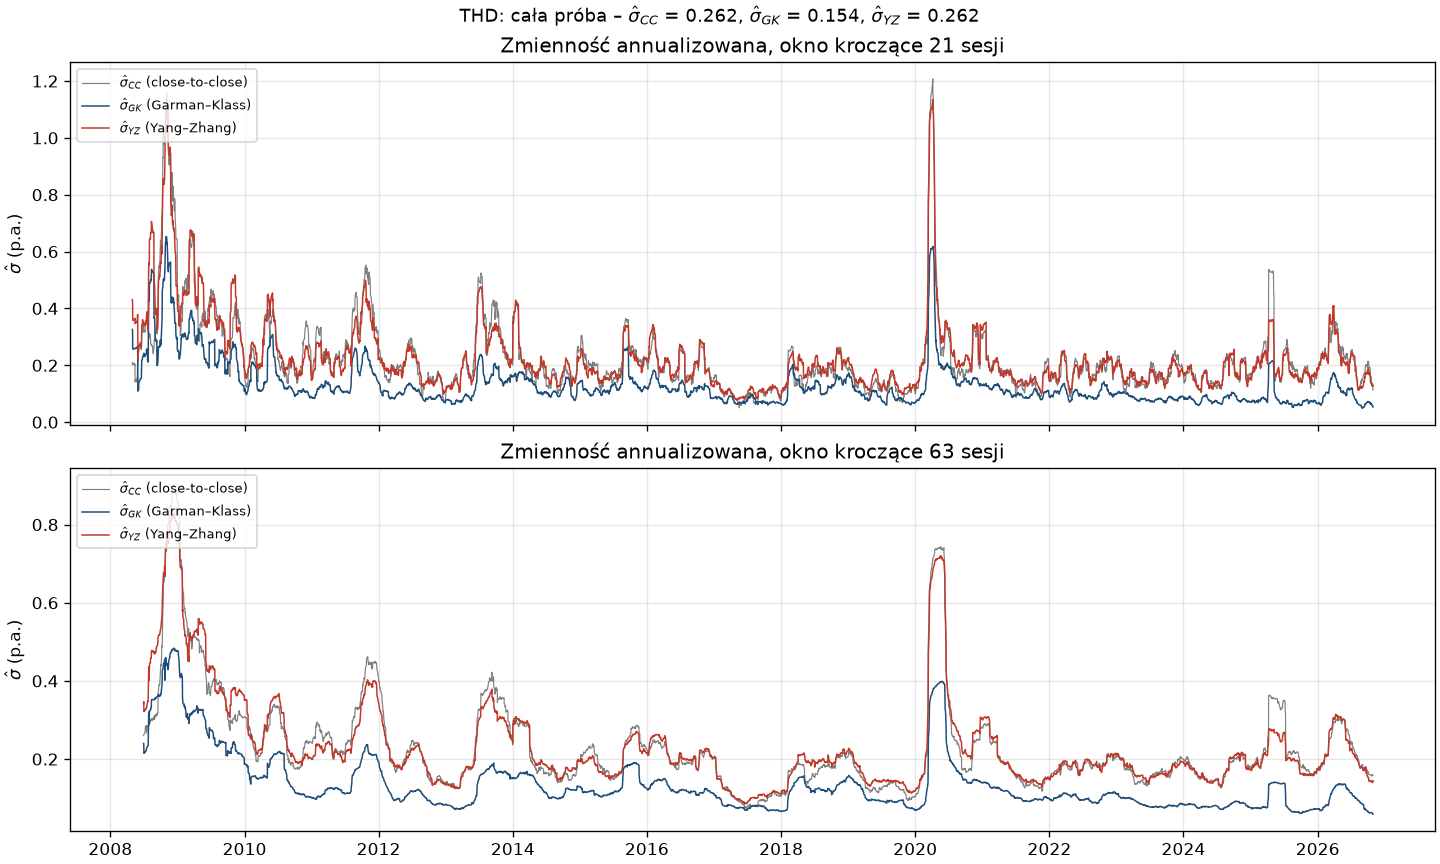 THD: cała próba – σ̂CC = 0.262, σ̂GK = 0.154, σ̂YZ = 0.262
Zmienność annualizowana, okno kroczące 21 sesji
σ̂CC (close-to-close)
σ̂GK (Garman–Klass)
σ̂YZ (Yang–Zhang)
σ̂ (p.a.)
1.2
1.0
0.8
0.6
0.4
0.2
0.0
Zmienność annualizowana, okno kroczące 63 sesji
σ̂CC (close-to-close)
σ̂GK (Garman–Klass)
σ̂YZ (Yang–Zhang)
σ̂ (p.a.)
0.8
0.6
0.4
0.2
2008 2010 2012 2014 2016 2018 2020 2022 2024 2026